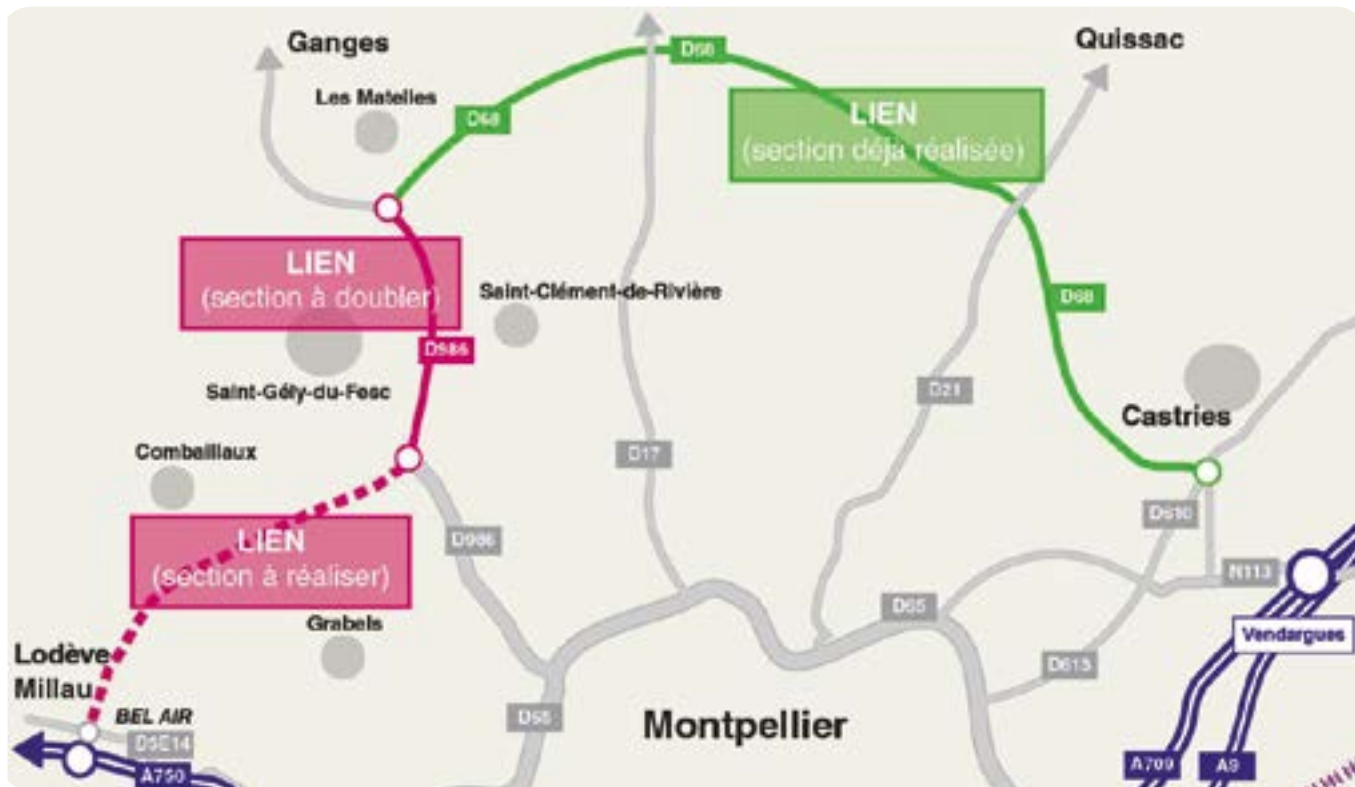 Ganges
Quissac
D68
Les Matelles
D68
LIEN
(section déjà réalisée)
LIEN
(section à doubler)
Saint-Clément-de-Rivière
D68
D986
Saint-Gély-du-Fesc
D21
Castries
Combaillaux
D17
D610
LIEN
(section à réaliser)
D986
N113
D65
Grabels
Vendargues
Lodève
Millau
D613
BEL AIR
D65
Montpellier
D5E14
A750
A709
A9